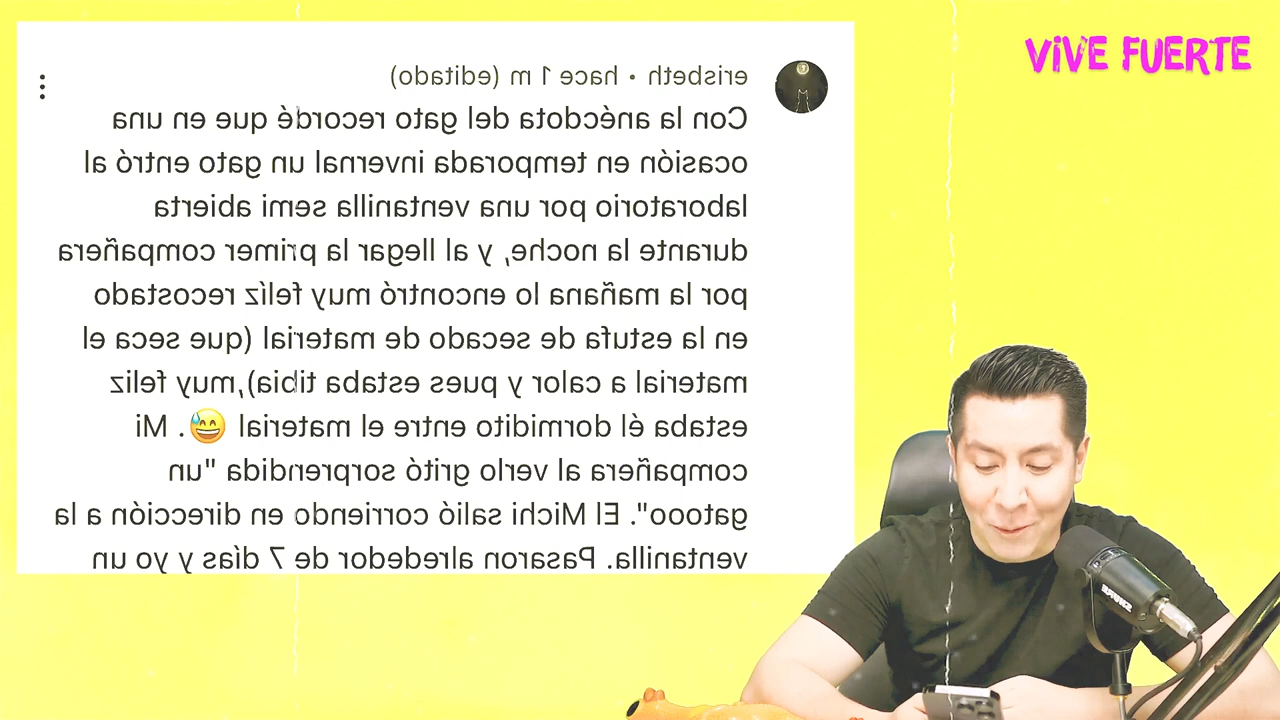 VIVE FUERTE
erisbeth • hace 1 m (editado)
Con la anécdota del gato recordé que en una
ocasión en temporada invernal un gato entró al
laboratorio por una ventanilla semi abierta
durante la noche, y al llegar la primer compañera
por la mañana lo encontró muy felíz recostado
en la estufa de secado de material (que seca el
material a calor y pues estaba tibia),muy feliz
estaba él dormidito entre el material 😅. Mi
compañera al verlo gritó sorprendida "un
gatooo". El Michi salió corriendo en dirección a la
ventanilla. Pasaron alrededor de 7 días y yo un